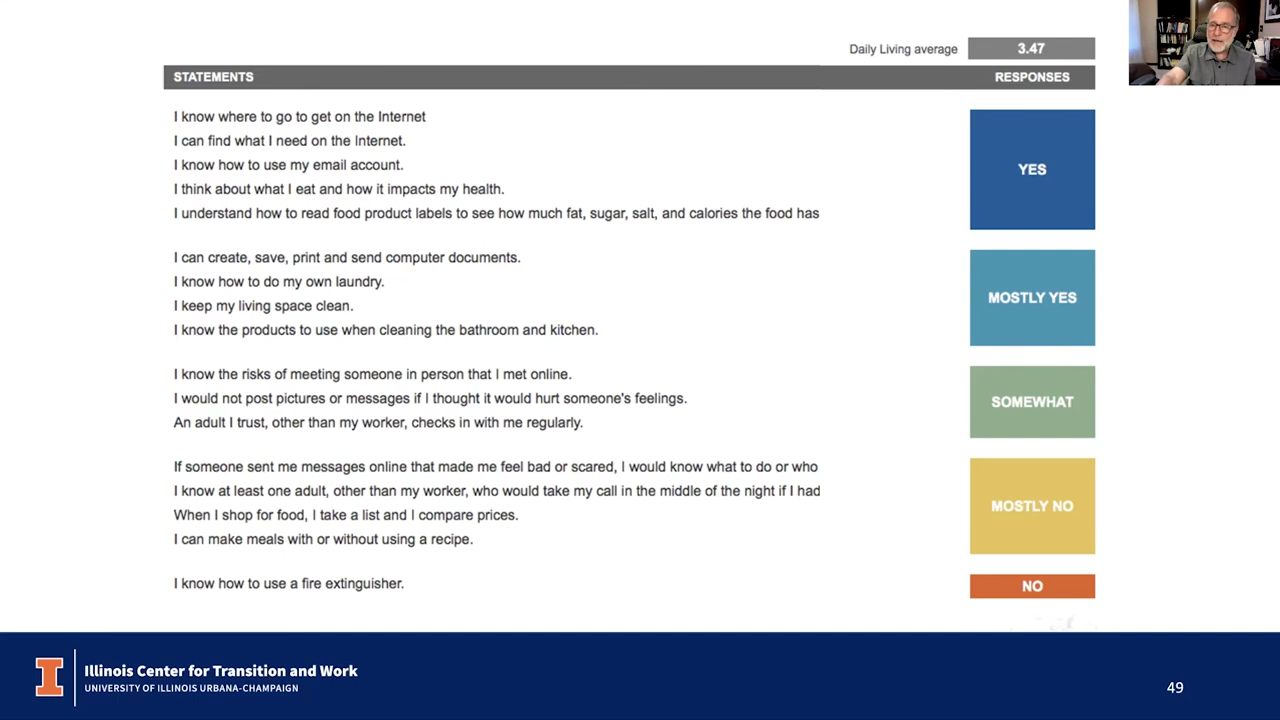 Daily Living average 3.47
STATEMENTS RESPONSES
I know where to go to get on the Internet
I can find what I need on the Internet.
I know how to use my email account.
I think about what I eat and how it impacts my health.
I understand how to read food product labels to see how much fat, sugar, salt, and calories the food has
YES
I can create, save, print and send computer documents.
I know how to do my own laundry.
I keep my living space clean.
I know the products to use when cleaning the bathroom and kitchen.
MOSTLY YES
I know the risks of meeting someone in person that I met online.
I would not post pictures or messages if I thought it would hurt someone's feelings.
An adult I trust, other than my worker, checks in with me regularly.
SOMEWHAT
If someone sent me messages online that made me feel bad or scared, I would know what to do or who
I know at least one adult, other than my worker, who would take my call in the middle of the night if I had
When I shop for food, I take a list and I compare prices.
I can make meals with or without using a recipe.
MOSTLY NO
I know how to use a fire extinguisher.
NO
I
Illinois Center for Transition and Work
UNIVERSITY OF ILLINOIS URBANA-CHAMPAIGN
49